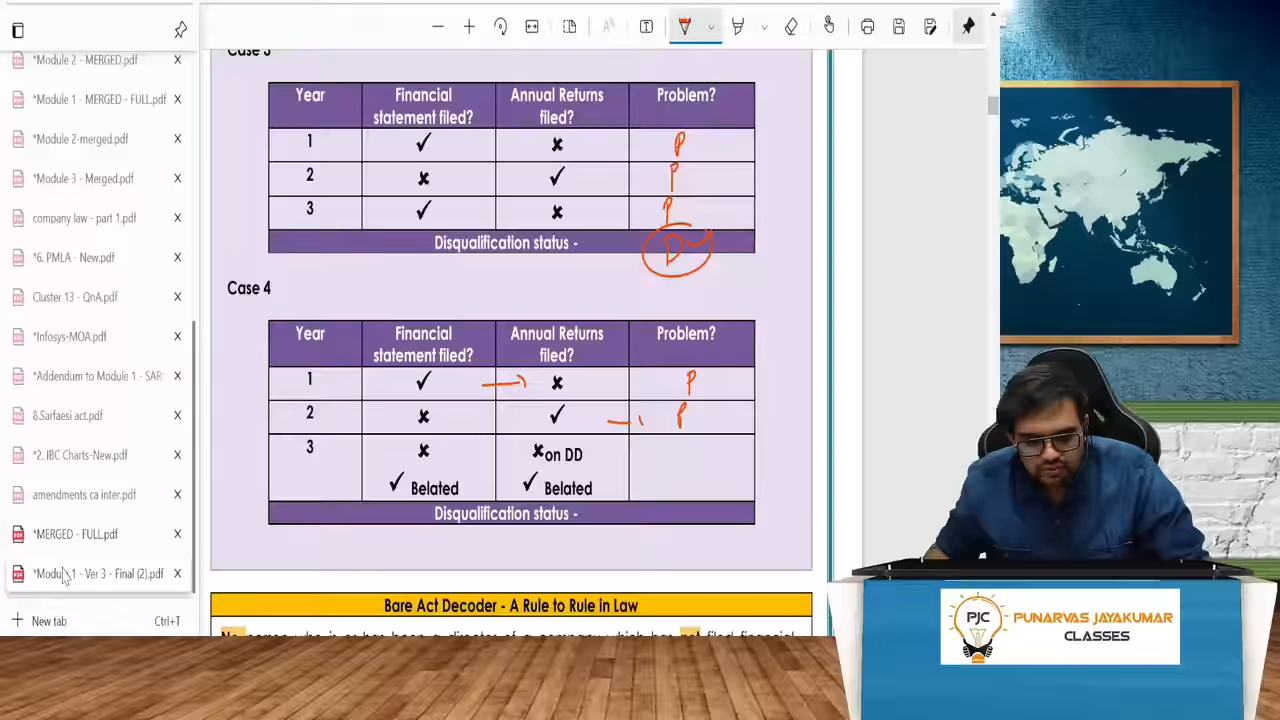 *Module 2 - MERGED.pdf X
*Module 1 - MERGED - FULL.pdf X
*Module 2-merged.pdf X
*Module 3 - Merged.pdf X
company law - part 1.pdf X
*6. PMLA - New.pdf X
Cluster 13 - QnA.pdf X
*Infosys-MOA.pdf X
*Addendum to Module 1 - SAR X
8.Sarfaesi act.pdf X
*2. IBC Charts-New.pdf X
amendments ca inter.pdf X
*MERGED - FULL.pdf X
*Module 1 - Ver 3 - Final (2).pdf X
New tab Ctrl+T
Case 3
Year Financial statement filed? Annual Returns filed? Problem?
1 ✓ ✗ P
2 ✗ ✓ P
3 ✓ ✗ P
Disqualification status - D
Case 4
Year Financial statement filed? Annual Returns filed? Problem?
1 ✓ ✗ P
2 ✗ ✓ P
3 ✗ ✗ on DD
✓ Belated ✓ Belated
Disqualification status -
Bare Act Decoder - A Rule to Rule in Law
PJC
PUNARVAS JAYAKUMAR
CLASSES